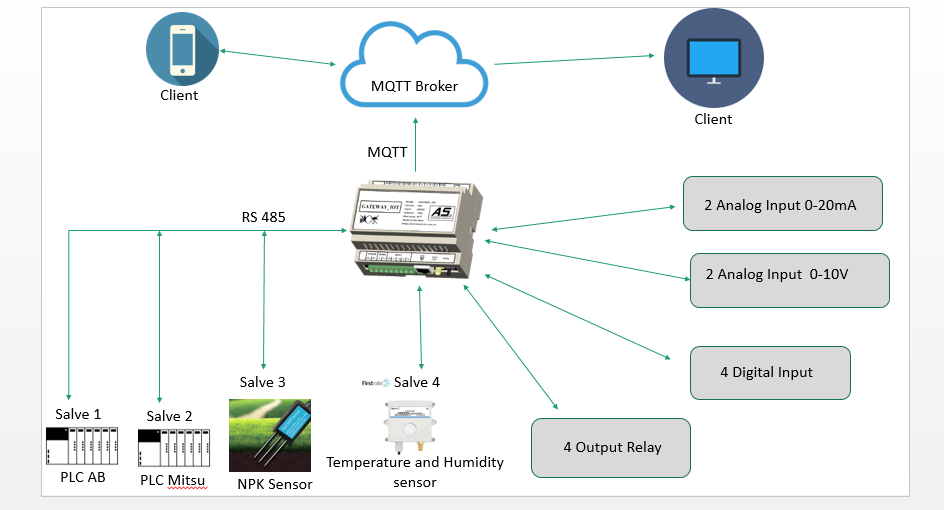 Client
MQTT Broker
Client
MQTT
GATEWAY_IOT
AS
RS 485
2 Analog Input 0-20mA
2 Analog Input 0-10V
4 Digital Input
4 Output Relay
Salve 1
PLC AB
Salve 2
PLC Mitsu
Salve 3
NPK Sensor
Firstrate
Salve 4
Temperature and Humidity
sensor